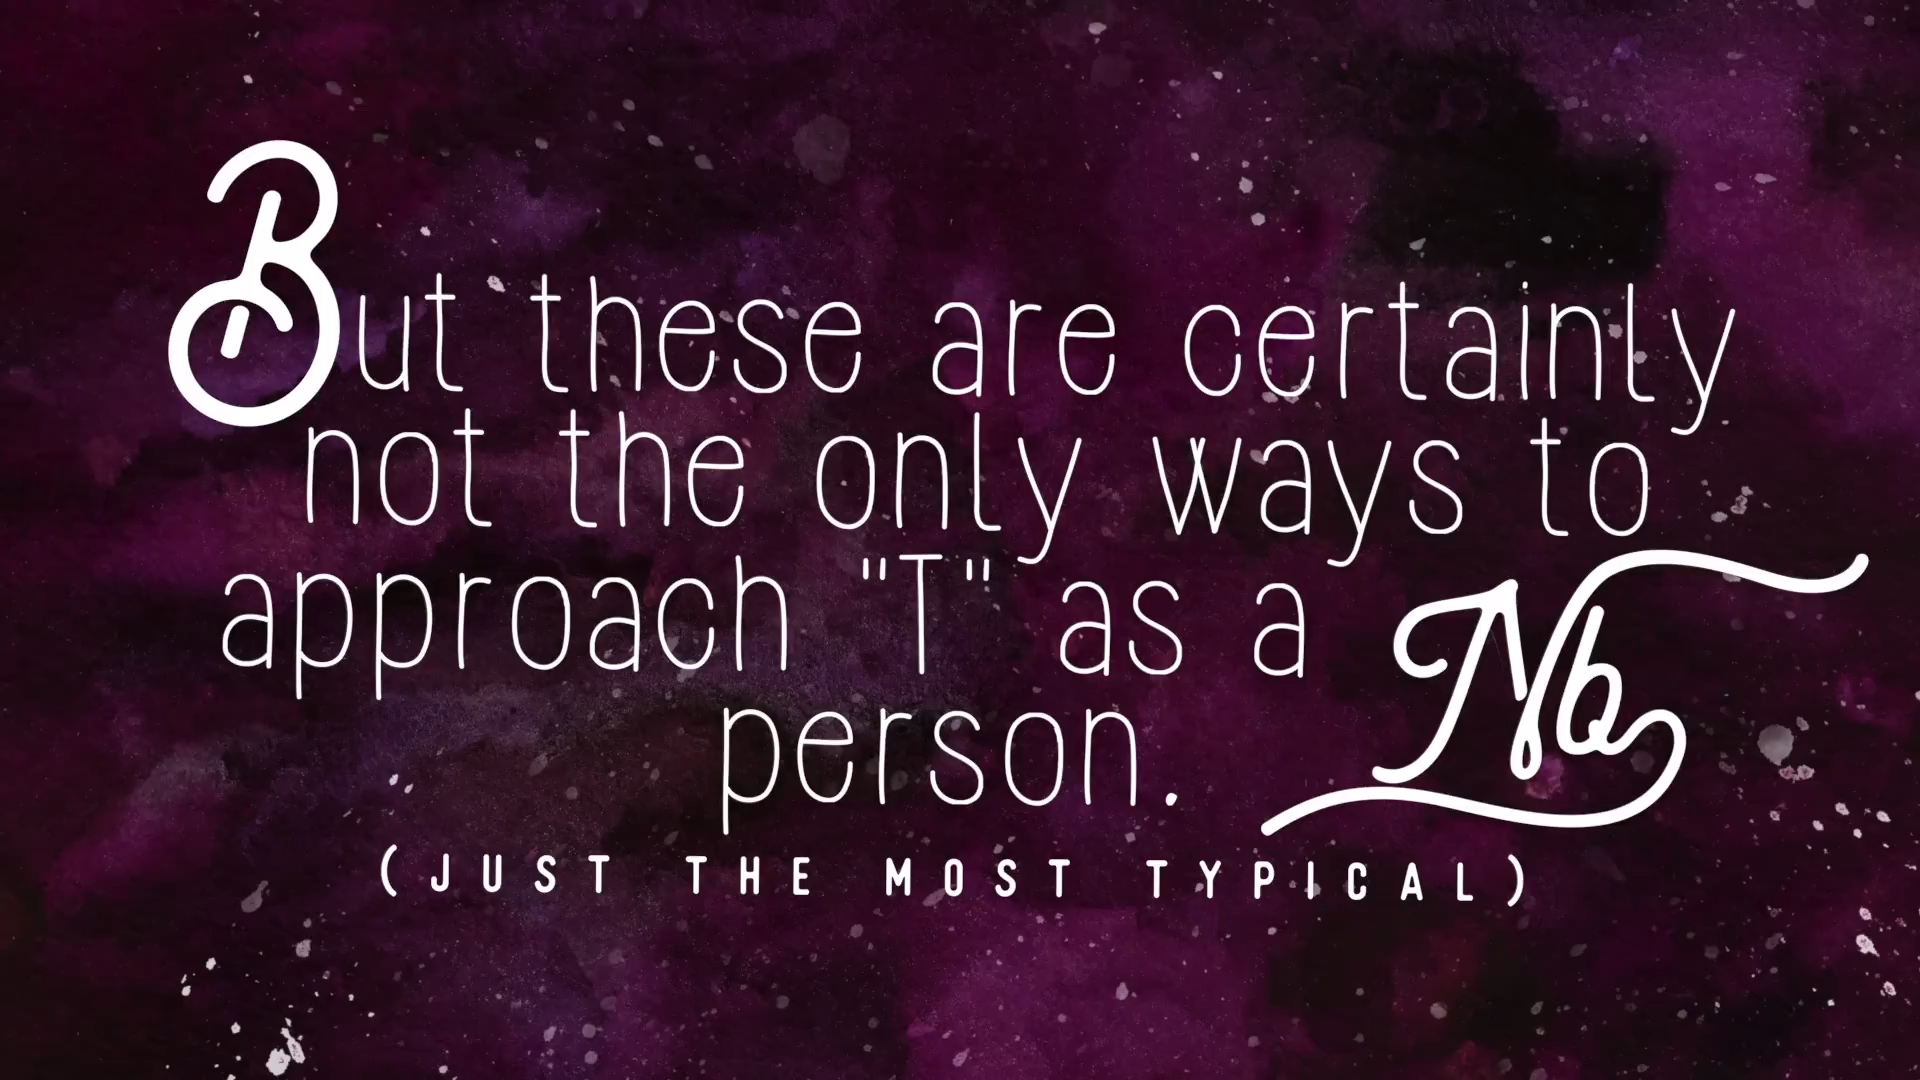 But these are certainly
not the only ways to
approach "T" as a Nb
person.
(JUST THE MOST TYPICAL)